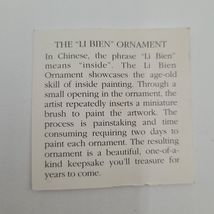 THE "LI BIEN" ORNAMENT
In Chinese, the phrase "Li Bien"
means "inside". The Li Bien
Ornament showcases the age-old
skill of inside painting. Through a
small opening in the ornament, the
artist repeatedly inserts a miniature
brush to paint the artwork. The
process is painstaking and time
consuming requiring two days to
paint each ornament. The resulting
ornament is a beautiful, one-of-a-
kind keepsake you'll treasure for
years to come.